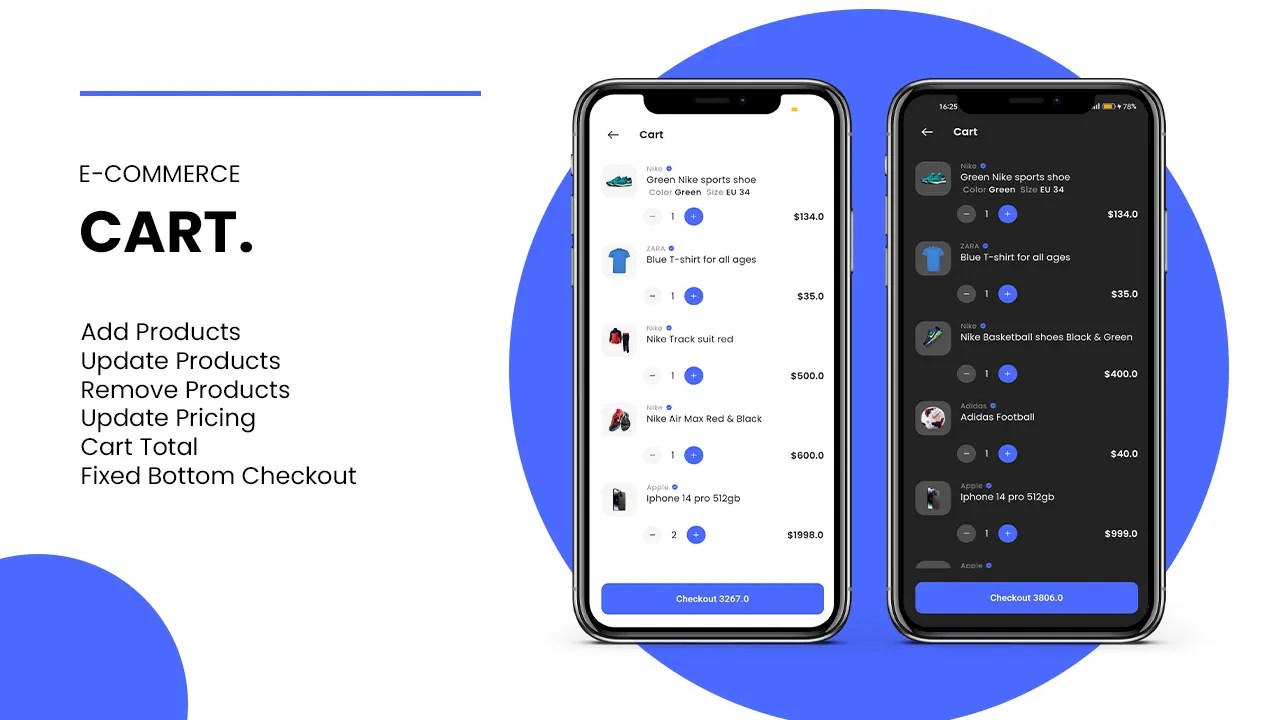 E-COMMERCE
CART.
Add Products
Update Products
Remove Products
Update Pricing
Cart Total
Fixed Bottom Checkout
Cart
Nike
Green Nike sports shoe
Color Green Size EU 34
− 1 +
$134.0
ZARA
Blue T-shirt for all ages
− 1 +
$35.0
Nike
Nike Track suit red
− 1 +
$500.0
Nike
Nike Air Max Red & Black
− 1 +
$600.0
Apple
Iphone 14 pro 512gb
− 2 +
$1998.0
Checkout 3267.0
16:25
78%
Cart
Nike
Green Nike sports shoe
Color Green Size EU 34
− 1 +
$134.0
ZARA
Blue T-shirt for all ages
− 1 +
$35.0
Nike
Nike Basketball shoes Black & Green
− 1 +
$400.0
Adidas
Adidas Football
− 1 +
$40.0
Apple
Iphone 14 pro 512gb
− 1 +
$999.0
Apple
Checkout 3806.0